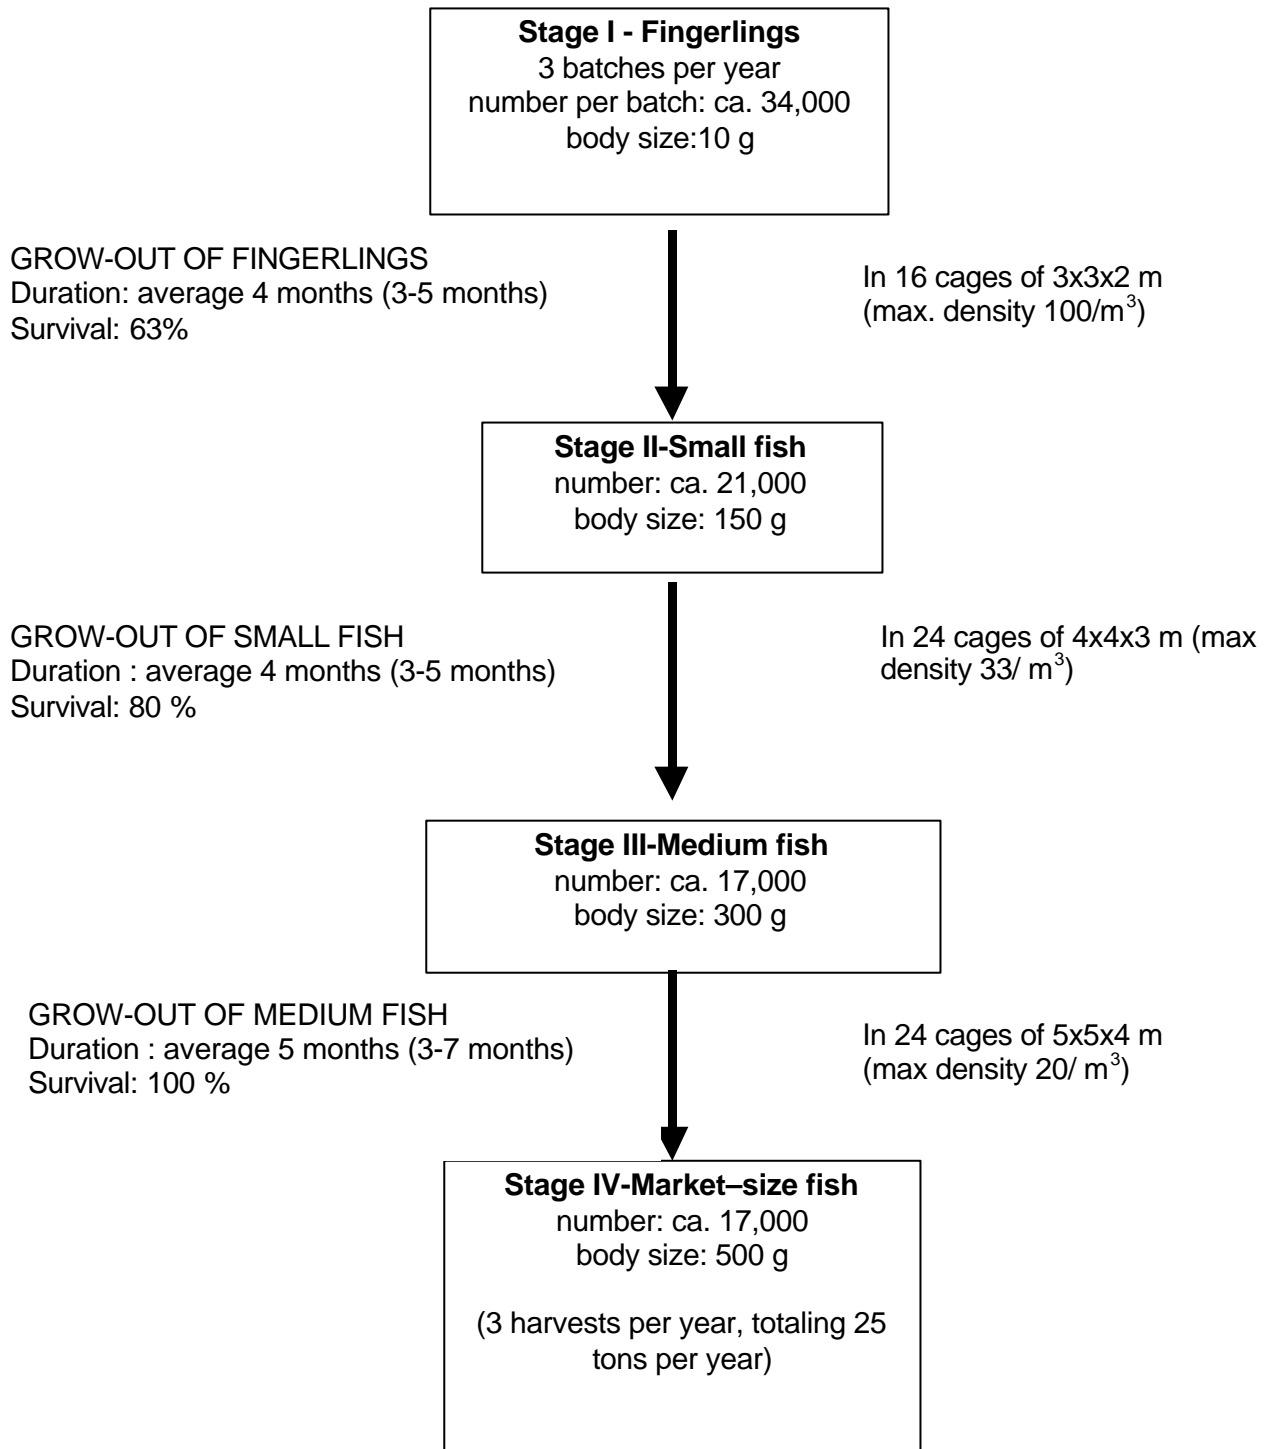 Stage I - Fingerlings
3 batches per year
number per batch: ca. 34,000
body size:10 g
GROW-OUT OF FINGERLINGS
Duration: average 4 months (3-5 months)
Survival: 63%
In 16 cages of 3x3x2 m
(max. density 100/m³)
Stage II-Small fish
number: ca. 21,000
body size: 150 g
GROW-OUT OF SMALL FISH
Duration : average 4 months (3-5 months)
Survival: 80 %
In 24 cages of 4x4x3 m (max
density 33/ m³)
Stage III-Medium fish
number: ca. 17,000
body size: 300 g
GROW-OUT OF MEDIUM FISH
Duration : average 5 months (3-7 months)
Survival: 100 %
In 24 cages of 5x5x4 m
(max density 20/ m³)
Stage IV-Market–size fish
number: ca. 17,000
body size: 500 g
(3 harvests per year, totaling 25
tons per year)